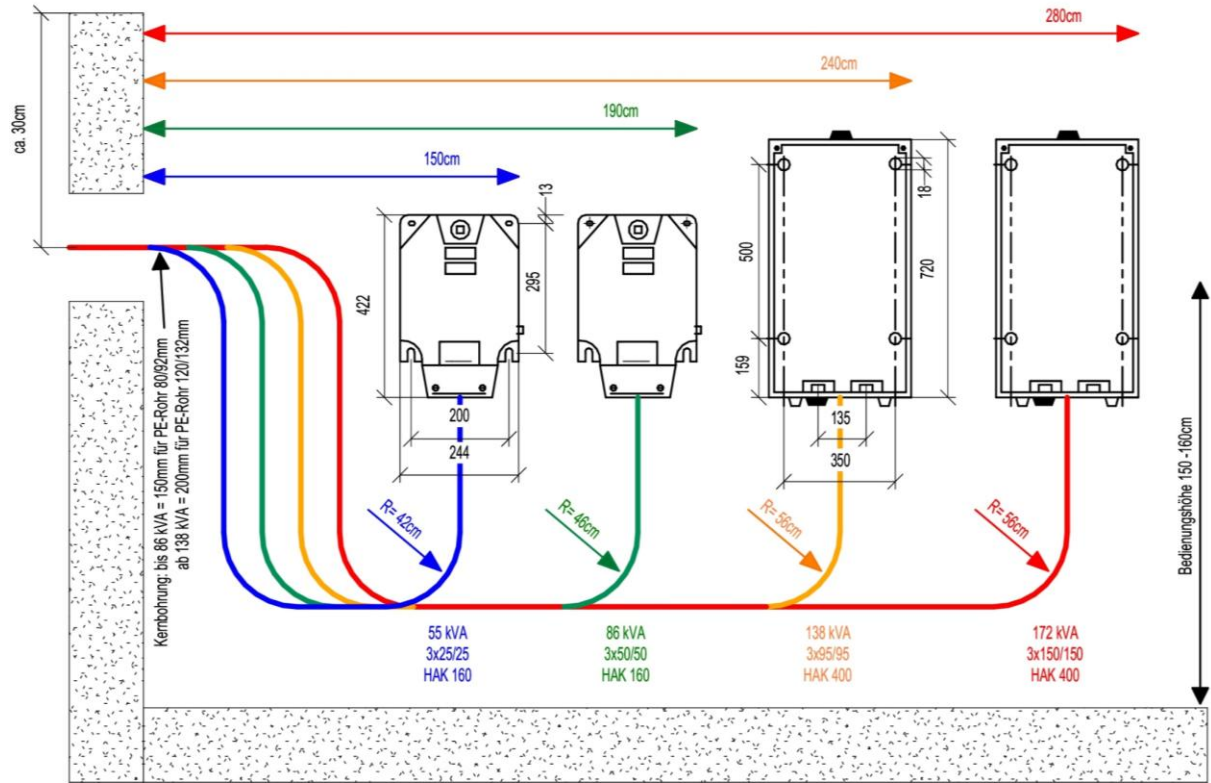 280cm
240cm
190cm
150cm
ca. 30cm
13
422
295
200
244
18
500
720
159
135
350
R= 42cm
R= 46cm
R= 56cm
R= 56cm
Kernbohrung: bis 86 kVA = 150mm für PE-Rohr 80/92mm
ab 138 kVA = 200mm für PE-Rohr 120/132mm
Bedienungshöhe 150 -160cm
55 kVA
3x25/25
HAK 160
86 kVA
3x50/50
HAK 160
138 kVA
3x95/95
HAK 400
172 kVA
3x150/150
HAK 400